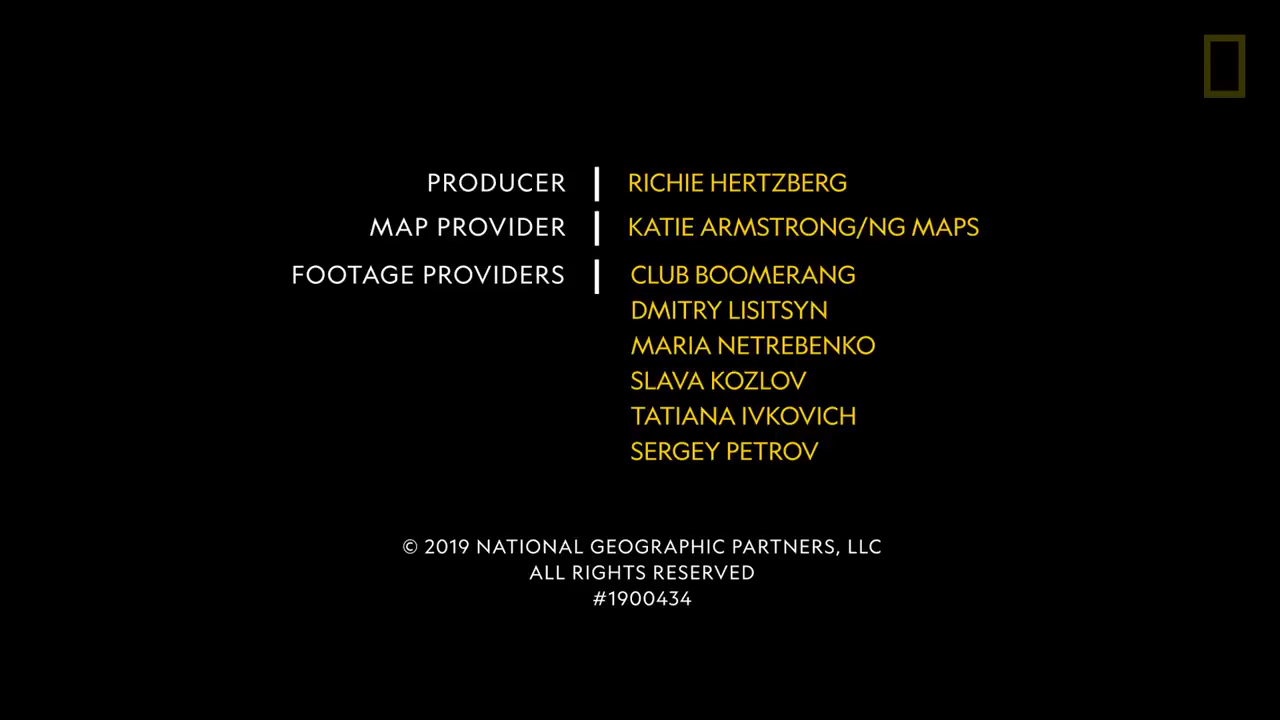 PRODUCER | RICHIE HERTZBERG
MAP PROVIDER | KATIE ARMSTRONG/NG MAPS
FOOTAGE PROVIDERS | CLUB BOOMERANG
DMITRY LISITSYN
MARIA NETREBENKO
SLAVA KOZLOV
TATIANA IVKOVICH
SERGEY PETROV
© 2019 NATIONAL GEOGRAPHIC PARTNERS, LLC
ALL RIGHTS RESERVED
#1900434